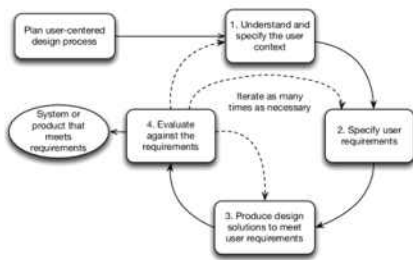 Plan user-centered
design process
1. Understand and
specify the user
context
Iterate as many
times as necessary
System or
product that
meets
requirements
4. Evaluate
against the
requirements
2. Specify user
requirements
3. Produce design
solutions to meet
user requirements